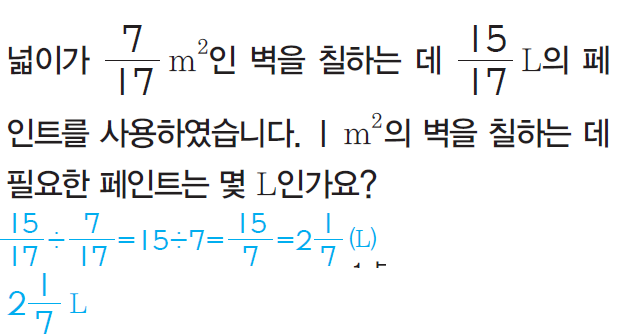 넓이가 7/17 m²인 벽을 칠하는 데 15/17 L의 페
인트를 사용하였습니다. 1 m²의 벽을 칠하는 데
필요한 페인트는 몇 L인가요?
15/17÷7/17=15÷7=15/7=2 1/7 (L)
2 1/7 L